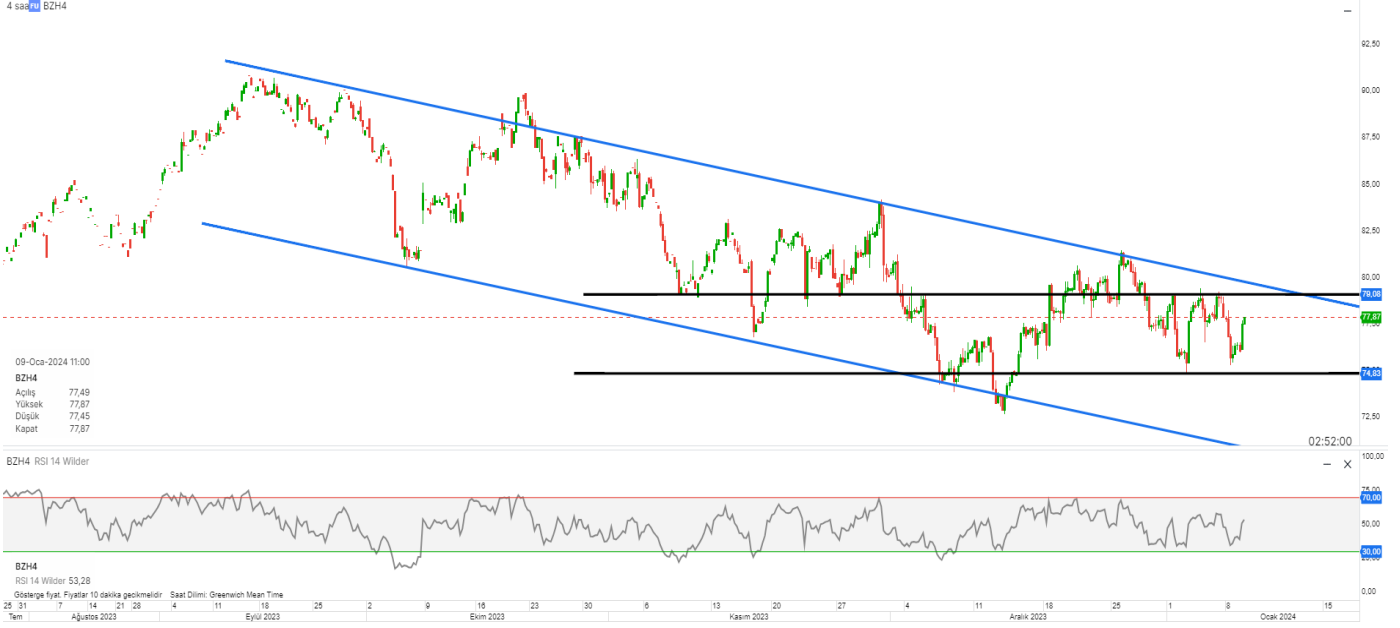 4 saa FU BZH4
92,50
90,00
87,50
85,00
82,50
80,00
79,08
77,87
74,83
72,50
09-Oca-2024 11:00
BZH4
Açılış 77,49
Yüksek 77,87
Düşük 77,45
Kapat 77,87
02:52:00
BZH4 RSI 14 Wilder
100,00
75,00
70,00
50,00
30,00
0,00
BZH4
RSI 14 Wilder 53,28
Gösterge fiyat. Fiyatlar 10 dakika gecikmelidir Saat Dilimi: Greenwich Mean Time
25 31 7 14 21 28 4 11 18 25 2 9 16 23 30 6 13 20 27 4 11 18 25 1 8 15
Tem Ağustos 2023 Eylül 2023 Ekim 2023 Kasım 2023 Aralık 2023 Ocak 2024